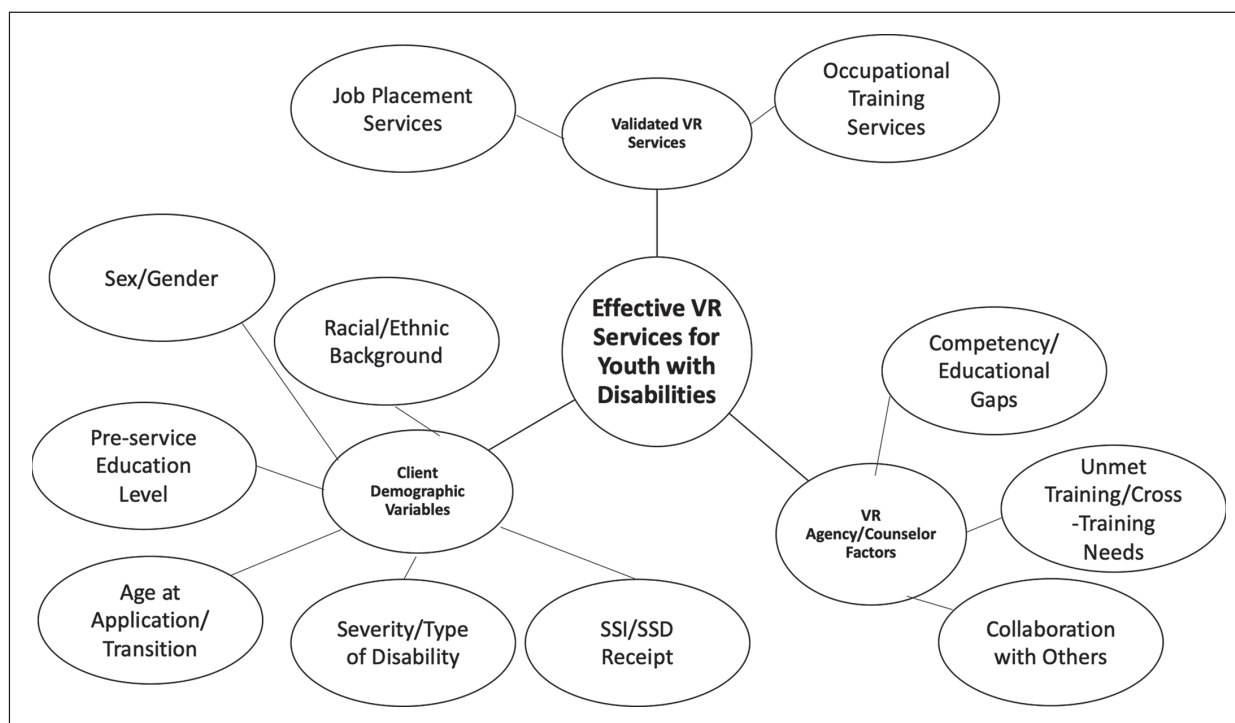 Job Placement
Services
Validated VR
Services
Occupational
Training
Services
Sex/Gender
Racial/Ethnic
Background
Effective VR
Services for
Youth with
Disabilities
Competency/
Educational
Gaps
Pre-service
Education
Level
Client
Demographic
Variables
VR
Agency/Counselor
Factors
Unmet
Training/Cross
-Training
Needs
Age at
Application/
Transition
Severity/Type
of Disability
SSI/SSD
Receipt
Collaboration
with Others